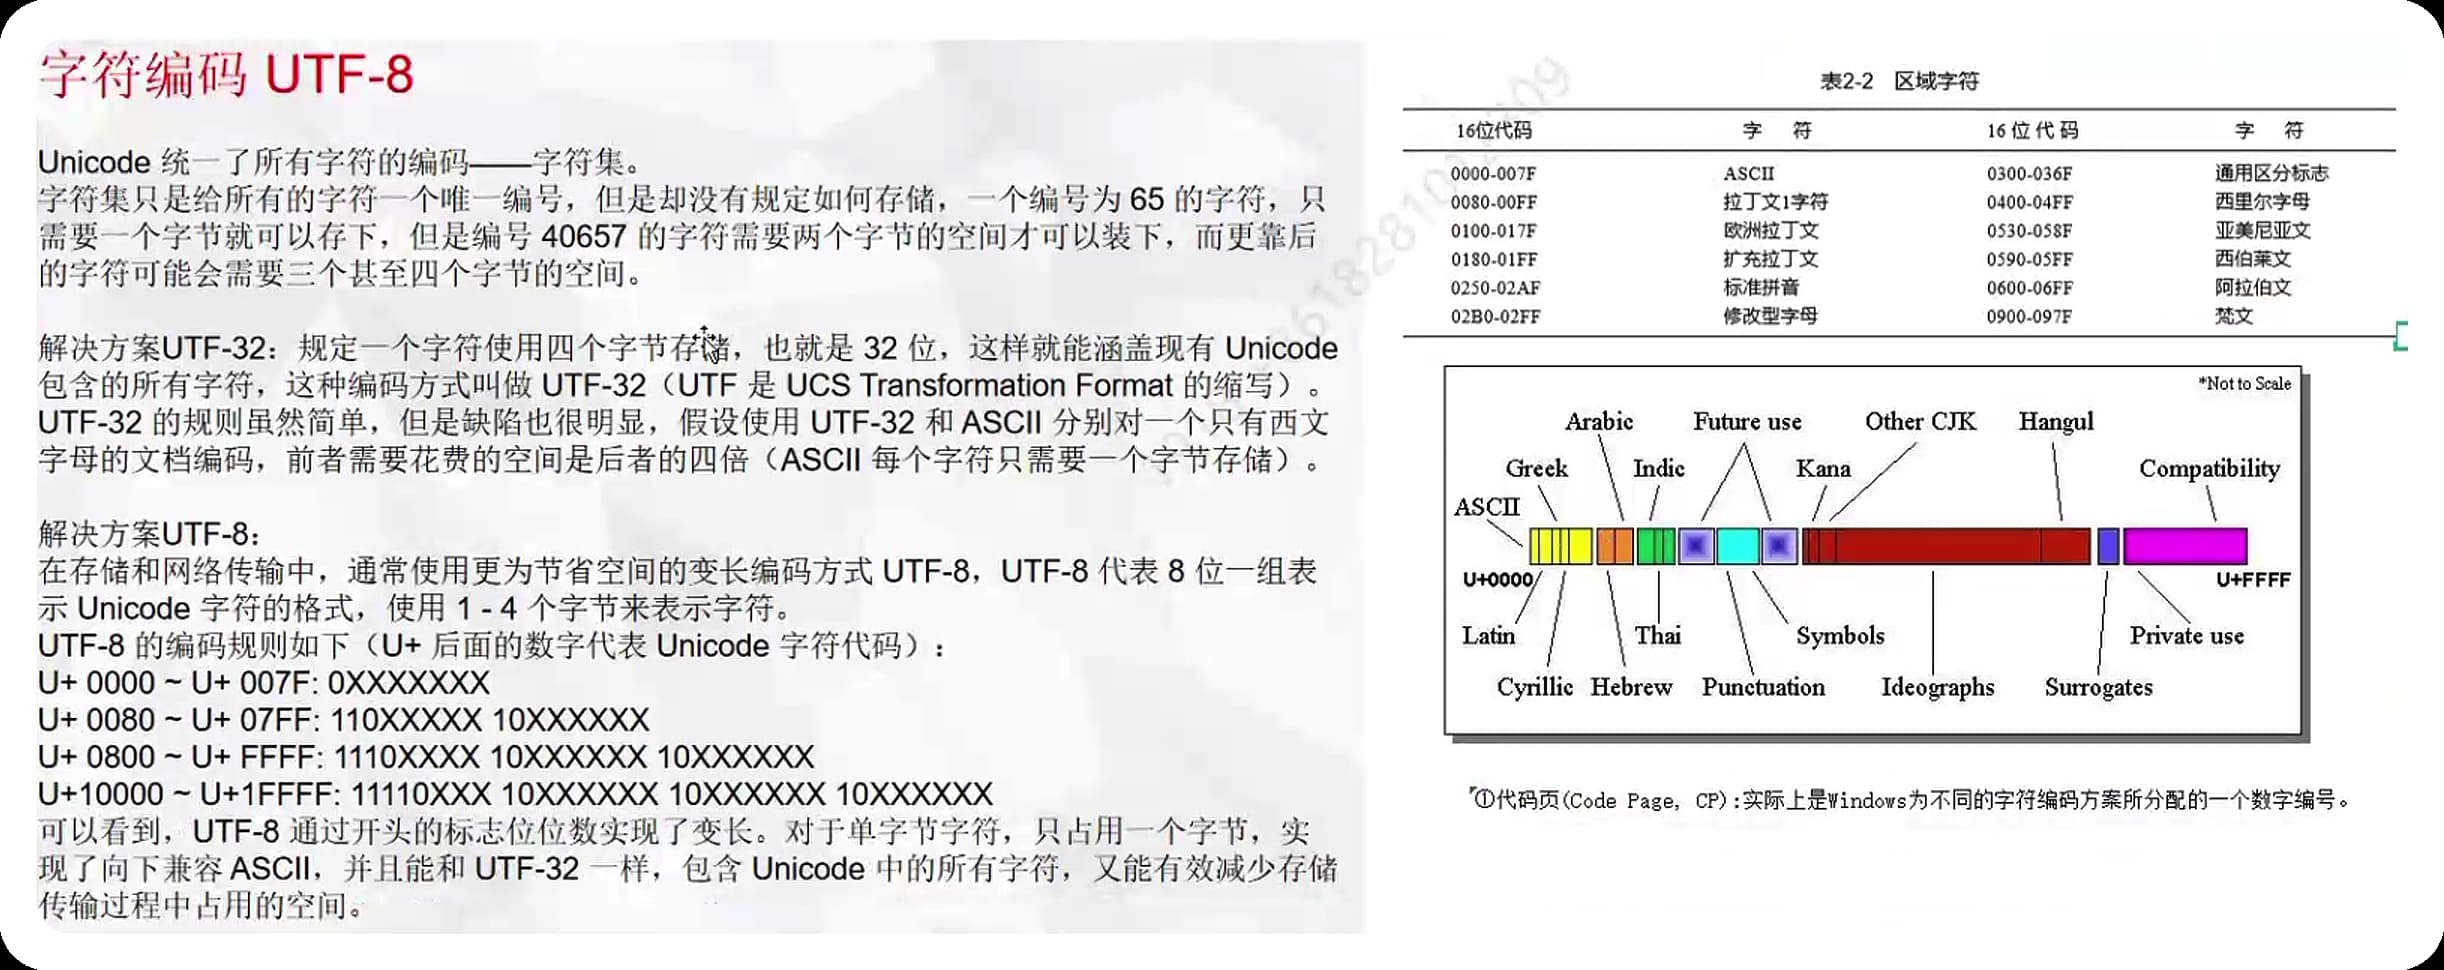 字符编码 UTF-8
Unicode 统一了所有字符的编码——字符集。
字符集只是给所有的字符一个唯一编号，但是却没有规定如何存储，一个编号为 65 的字符，只
需要一个字节就可以存下，但是编号 40657 的字符需要两个字节的空间才可以装下，而更靠后
的字符可能会需要三个甚至四个字节的空间。
解决方案UTF-32：规定一个字符使用四个字节存储，也就是 32 位，这样就能涵盖现有 Unicode
包含的所有字符，这种编码方式叫做 UTF-32（UTF 是 UCS Transformation Format 的缩写）。
UTF-32 的规则虽然简单，但是缺陷也很明显，假设使用 UTF-32 和 ASCII 分别对一个只有西文
字母的文档编码，前者需要花费的空间是后者的四倍（ASCII 每个字符只需要一个字节存储）。
解决方案UTF-8：
在存储和网络传输中，通常使用更为节省空间的变长编码方式 UTF-8，UTF-8 代表 8 位一组表
示 Unicode 字符的格式，使用 1 - 4 个字节来表示字符。
UTF-8 的编码规则如下（U+ 后面的数字代表 Unicode 字符代码）：
U+ 0000 ~ U+ 007F: 0XXXXXXX
U+ 0080 ~ U+ 07FF: 110XXXXX 10XXXXXX
U+ 0800 ~ U+ FFFF: 1110XXXX 10XXXXXX 10XXXXXX
U+10000 ~ U+1FFFF: 11110XXX 10XXXXXX 10XXXXXX 10XXXXXX
可以看到，UTF-8 通过开头的标志位位数实现了变长。对于单字节字符，只占用一个字节，实
现了向下兼容 ASCII，并且能和 UTF-32 一样，包含 Unicode 中的所有字符，又能有效减少存储
传输过程中占用的空间。
表2-2 区域字符
16位代码 字 符 16位代码 字 符
0000-007F ASCII 0300-036F 通用区分标志
0080-00FF 拉丁文1字符 0400-04FF 西里尔字母
0100-017F 欧洲拉丁文 0530-058F 亚美尼亚文
0180-01FF 扩充拉丁文 0590-05FF 西伯莱文
0250-02AF 标准拼音 0600-06FF 阿拉伯文
02B0-02FF 修改型字母 0900-097F 梵文
*Not to Scale
Arabic Future use Other CJK Hangul
Greek Indic Kana Compatibility
ASCII
U+0000 U+FFFF
Latin Thai Symbols Private use
Cyrillic Hebrew Punctuation Ideographs Surrogates
①代码页(Code Page, CP):实际上是Windows为不同的字符编码方案所分配的一个数字编号。